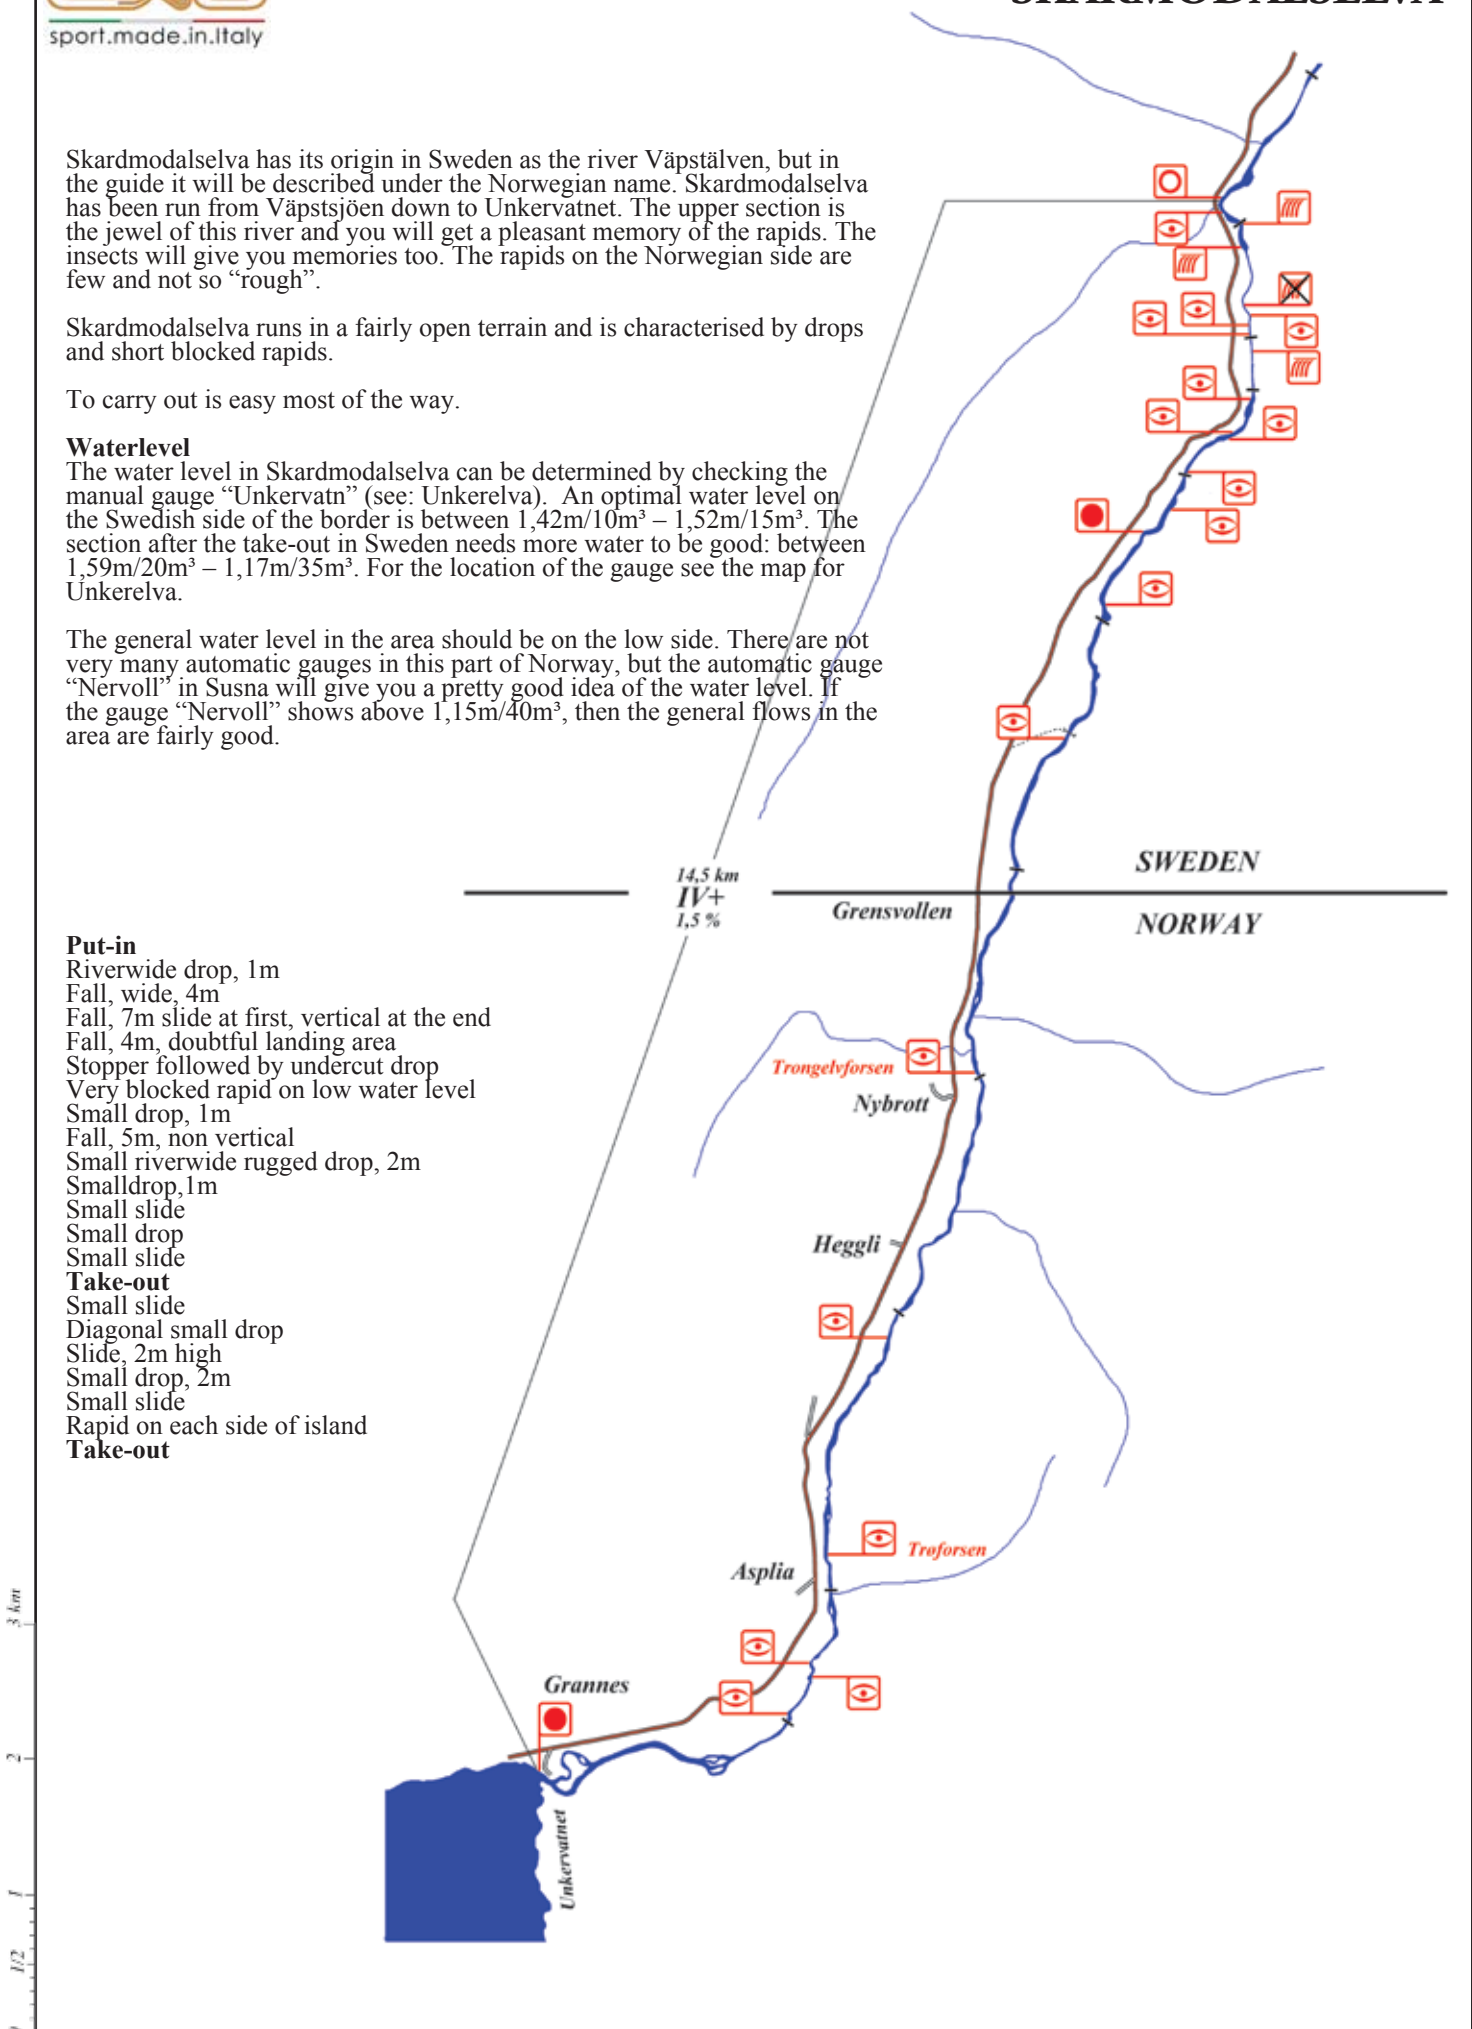 sport.made.in.Italy
Skardmodalselva has its origin in Sweden as the river Väpstälven, but in
the guide it will be described under the Norwegian name. Skardmodalselva
has been run from Väpstsjöen down to Unkervatnet. The upper section is
the jewel of this river and you will get a pleasant memory of the rapids. The
insects will give you memories too. The rapids on the Norwegian side are
few and not so “rough”.
Skardmodalselva runs in a fairly open terrain and is characterised by drops
and short blocked rapids.
To carry out is easy most of the way.
Waterlevel
The water level in Skardmodalselva can be determined by checking the
manual gauge “Unkervatn” (see: Unkerelva).  An optimal water level on
the Swedish side of the border is between 1,42m/10m³ – 1,52m/15m³. The
section after the take-out in Sweden needs more water to be good: between
1,59m/20m³ – 1,17m/35m³. For the location of the gauge see the map for
Unkerelva.
The general water level in the area should be on the low side. There are not
very many automatic gauges in this part of Norway, but the automatic gauge
“Nervoll” in Susna will give you a pretty good idea of the water level. If
the gauge “Nervoll” shows above 1,15m/40m³, then the general flows in the
area are fairly good.
14,5 km
IV+
1,5 %
SWEDEN
Grensvollen
NORWAY
Put-in
Riverwide drop, 1m
Fall, wide, 4m
Fall, 7m slide at first, vertical at the end
Fall, 4m, doubtful landing area
Stopper followed by undercut drop
Very blocked rapid on low water level
Small drop, 1m
Fall, 5m, non vertical
Small riverwide rugged drop, 2m
Smalldrop,1m
Small slide
Small drop
Small slide
Take-out
Small slide
Diagonal small drop
Slide, 2m high
Small drop, 2m
Small slide
Rapid on each side of island
Take-out
Trongelvforsen
Nybrott
Heggli
Trøforsen
Asplia
Grannes
Unkervatnet
3 km
2
1
1/2